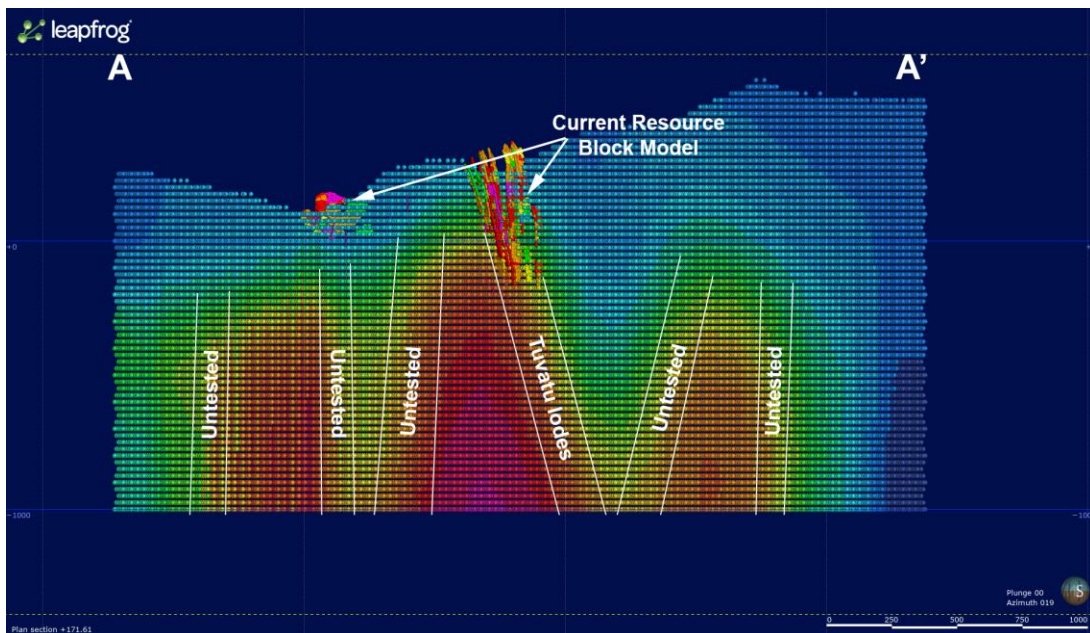 leapfrog
A
A'
Current Resource
Block Model
+0
Untested
Untested
Untested
Tuvatu lodes
Untested
Untested
-1000
Plunge 00
Azimuth 019
S
0 250 500 750 1000
Plan section +171.61